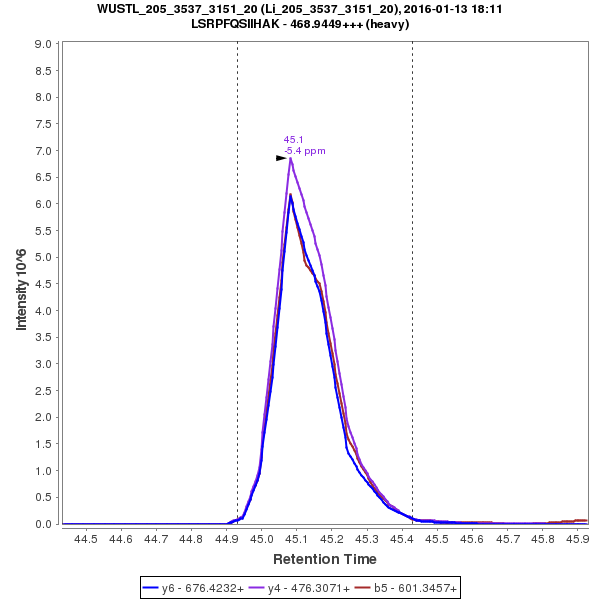 WUSTL_205_3537_3151_20 (Li_205_3537_3151_20), 2016-01-13 18:11
LSRPFQSIIHAK - 468.9449+++ (heavy)
9.0
8.5
8.0
7.5
7.0
6.5
6.0
5.5
5.0
4.5
4.0
3.5
3.0
2.5
2.0
1.5
1.0
0.5
0.0
Intensity 10^6
45.1
-5.4 ppm
44.5 44.6 44.7 44.8 44.9 45.0 45.1 45.2 45.3 45.4 45.5 45.6 45.7 45.8 45.9
Retention Time
y6 - 676.4232+ y4 - 476.3071+ b5 - 601.3457+